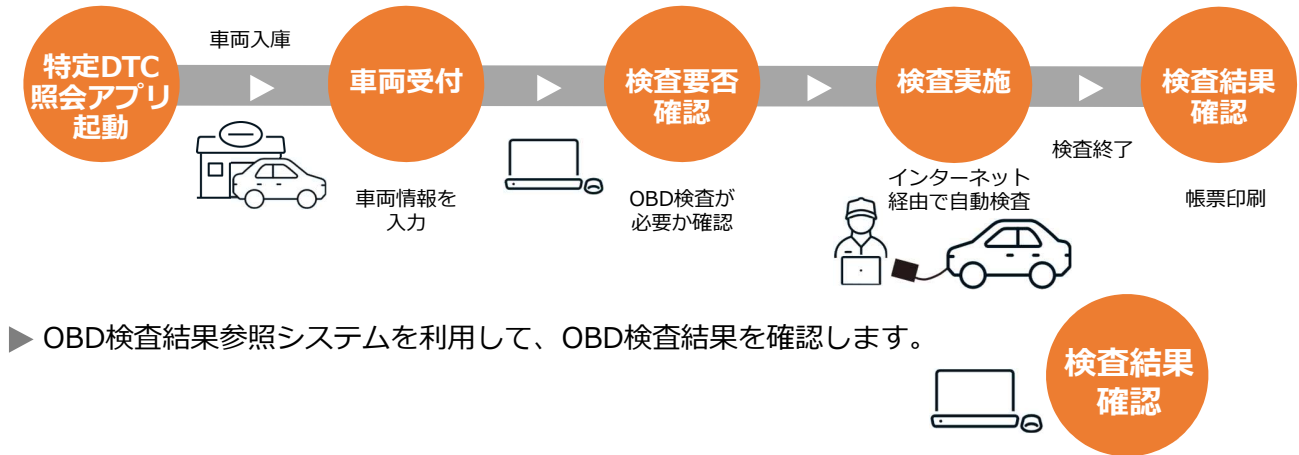 特定DTC
照会アプリ
起動
車両入庫
車両受付
車両情報を
入力
検査要否
確認
OBD検査が
必要か確認
検査実施
インターネット
経由で自動検査
検査終了
検査結果
確認
帳票印刷
▶ OBD検査結果参照システムを利用して、OBD検査結果を確認します。
検査結果
確認